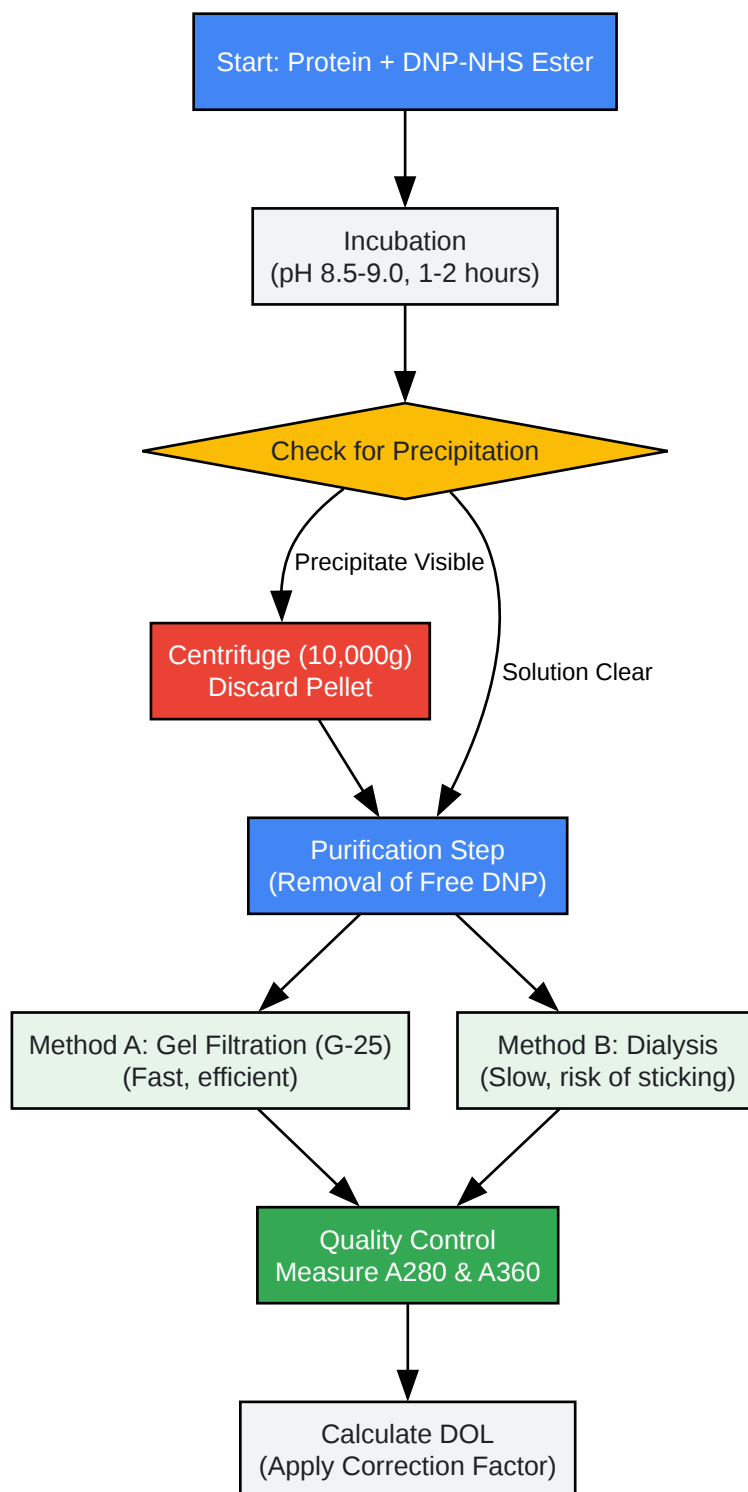 Start: Protein + DNP-NHS Ester
Incubation
(pH 8.5-9.0, 1-2 hours)
Check for Precipitation
Precipitate Visible
Centrifuge (10,000g)
Discard Pellet
Solution Clear
Purification Step
(Removal of Free DNP)
Method A: Gel Filtration (G-25)
(Fast, efficient)
Method B: Dialysis
(Slow, risk of sticking)
Quality Control
Measure A280 & A360
Calculate DOL
(Apply Correction Factor)